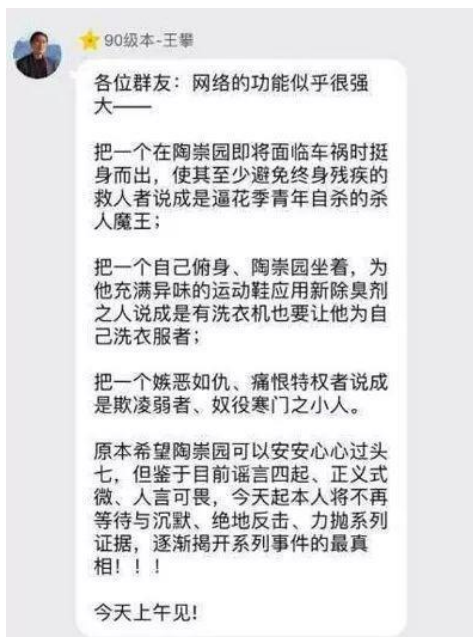 90级本-王攀
各位群友：网络的功能似乎很强
大——
把一个在陶崇园即将面临车祸时挺
身而出，使其至少避免终身残疾的
救人者说成是逼花季青年自杀的杀
人魔王；
把一个自己俯身、陶崇园坐着，为
他充满异味的运动鞋应用新除臭剂
之人说成是有洗衣机也要让他为自
己洗衣服者；
把一个嫉恶如仇、痛恨特权者说成
是欺凌弱者、奴役寒门之小人。
原本希望陶崇园可以安安心心过头
七，但鉴于目前谣言四起、正义式
微、人言可畏，今天起本人将不再
等待与沉默、绝地反击、力抛系列
证据，逐渐揭开系列事件的最真
相！！！
今天上午见!